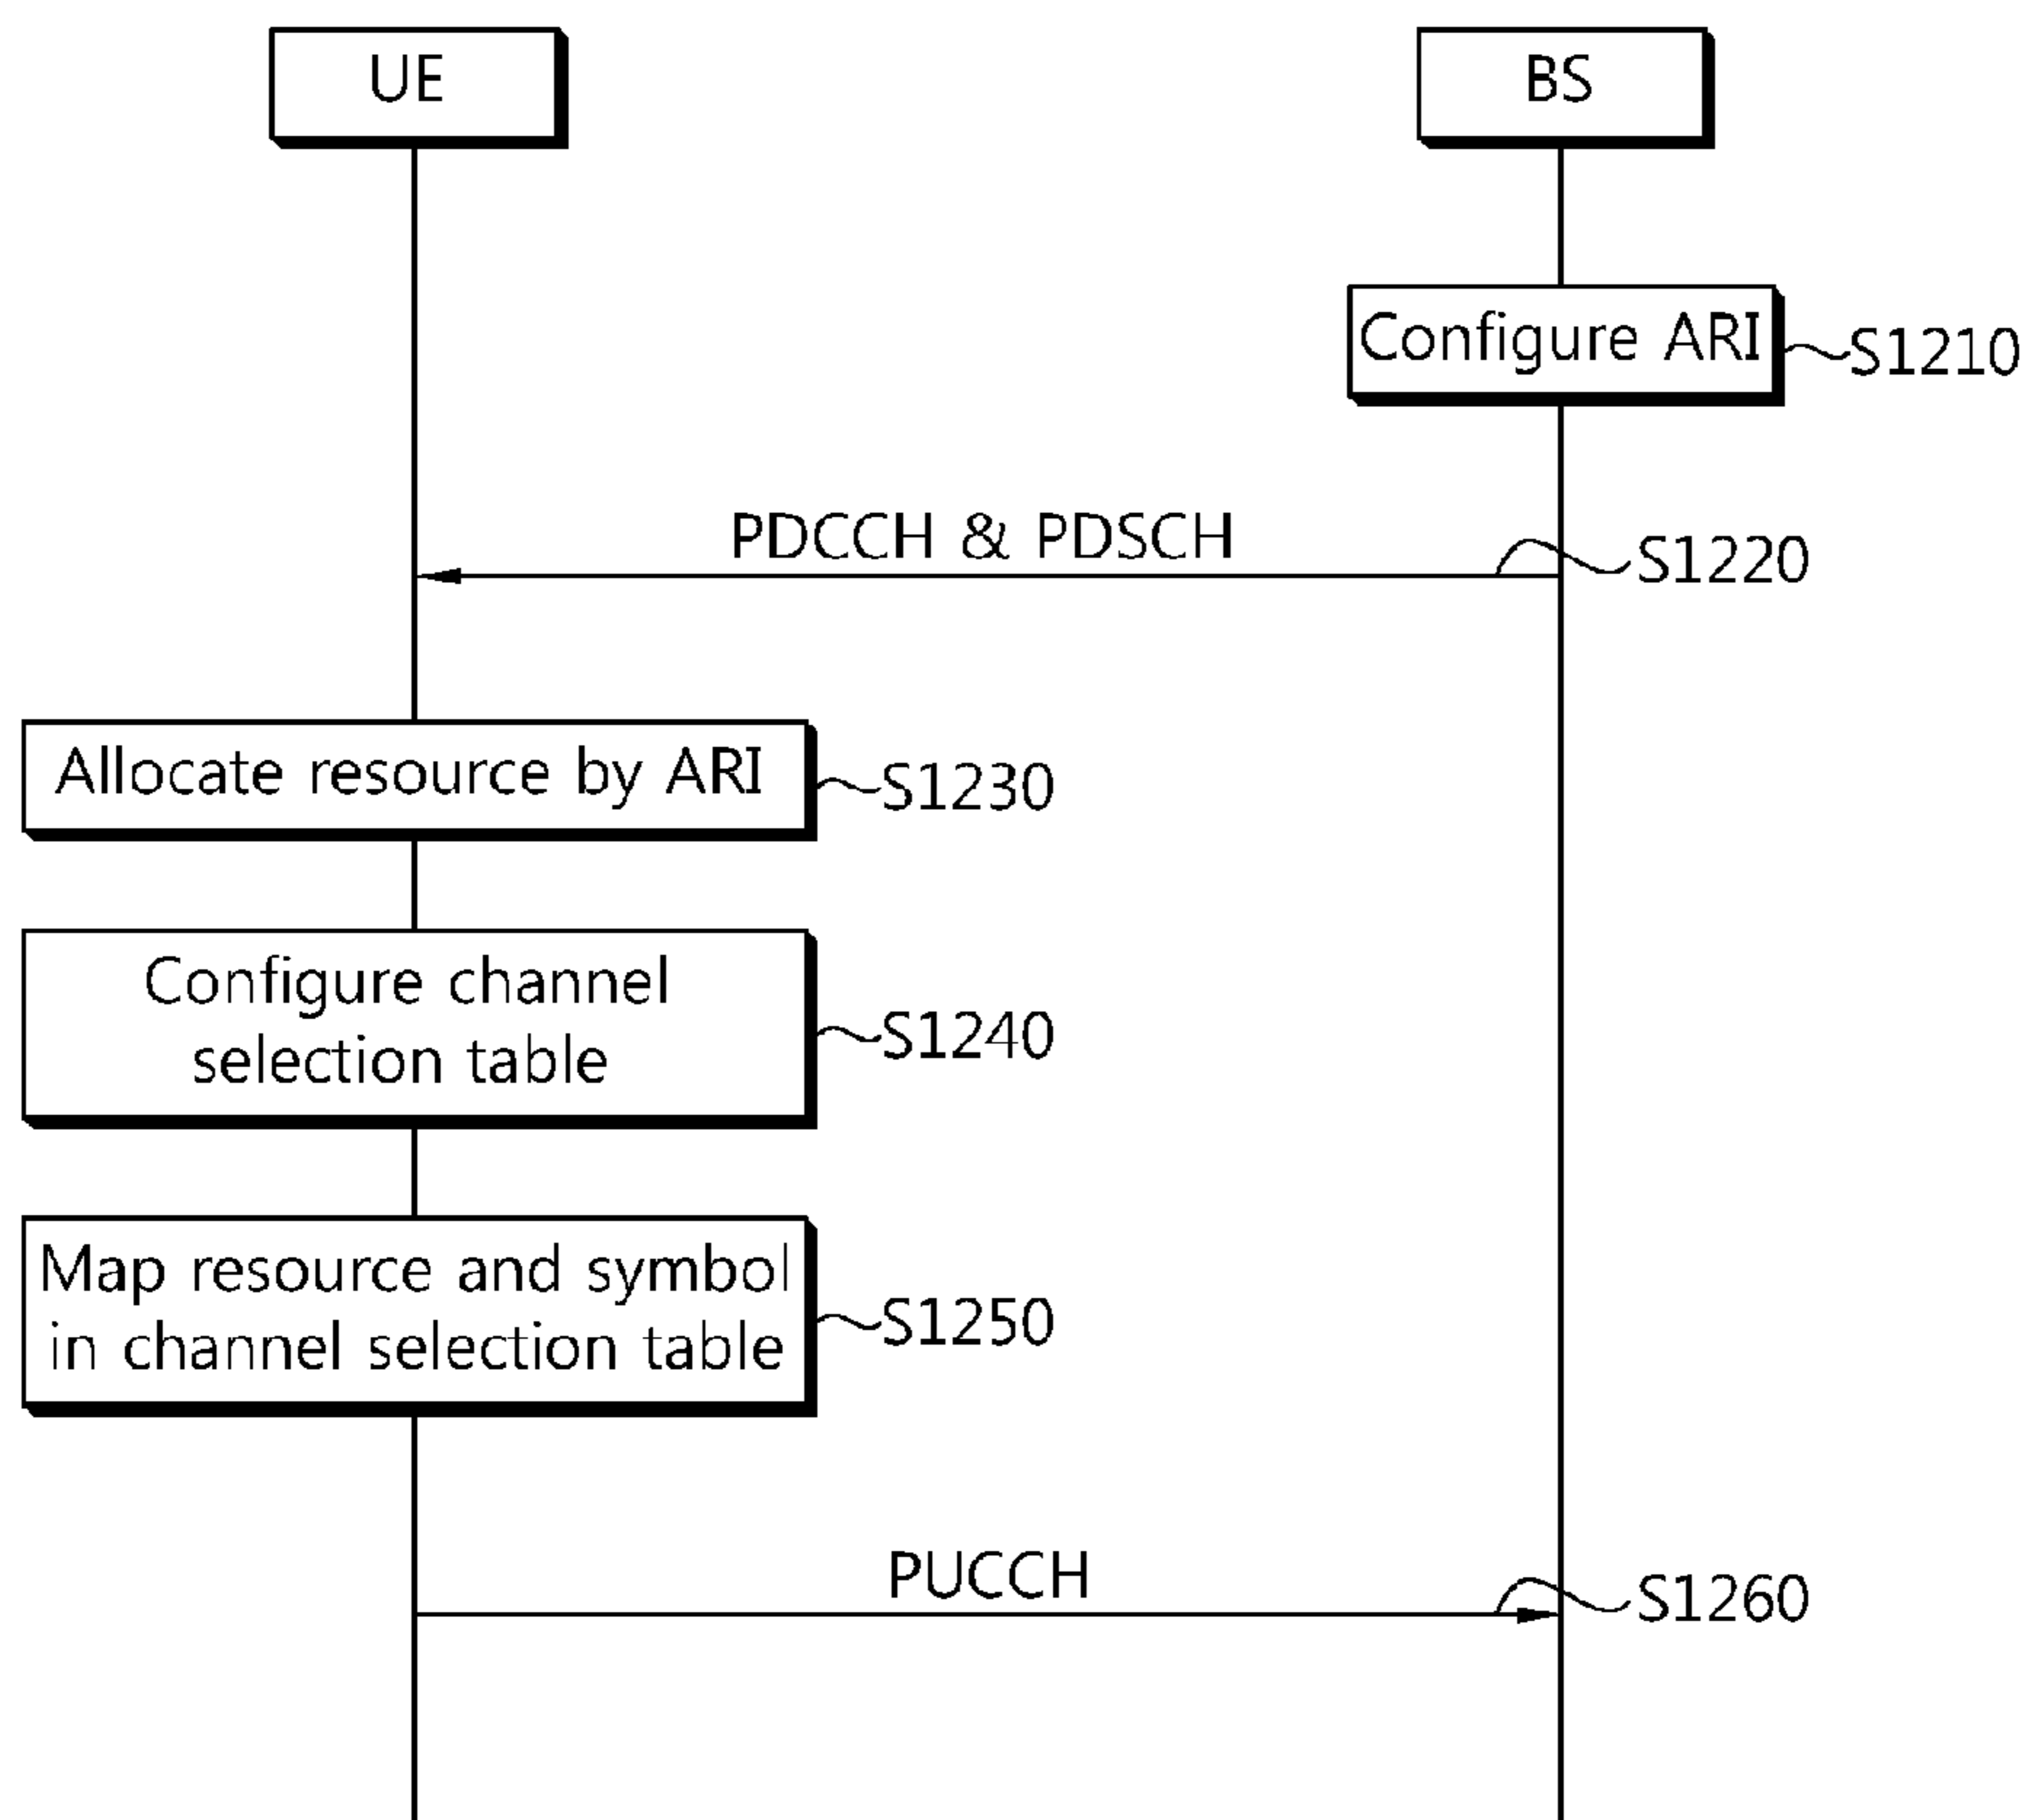 UE
BS
Configure ARI
S1210
PDCCH & PDSCH
S1220
Allocate resource by ARI
S1230
Configure channel
selection table
S1240
Map resource and symbol
in channel selection table
S1250
PUCCH
S1260